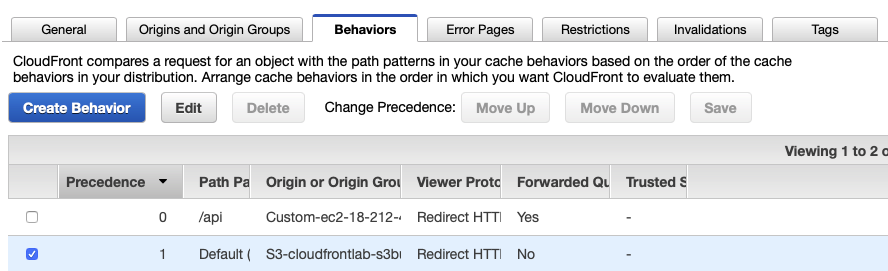 General Origins and Origin Groups Behaviors Error Pages Restrictions Invalidations Tags
CloudFront compares a request for an object with the path patterns in your cache behaviors based on the order of the cache
behaviors in your distribution. Arrange cache behaviors in the order in which you want CloudFront to evaluate them.
Create Behavior Edit Delete Change Precedence: Move Up Move Down Save
Viewing 1 to 2 o
Precedence Path Pa Origin or Origin Grou Viewer Proto Forwarded Qu Trusted S
0 /api Custom-ec2-18-212- Redirect HTT Yes -
1 Default ( S3-cloudfrontlab-s3bu Redirect HTT No -